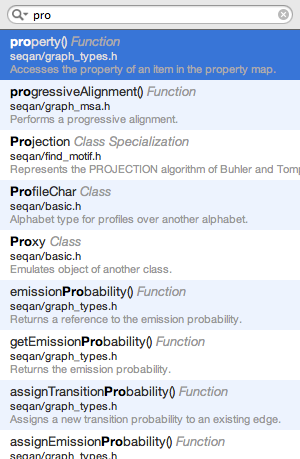 pro
property() Function
seqan/graph_types.h
Accesses the property of an item in the property map.
progressiveAlignment() Function
seqan/graph_msa.h
Performs a progressive alignment.
Projection Class Specialization
seqan/find_motif.h
Represents the PROJECTION algorithm of Buhler and Tomp
ProfileChar Class
seqan/basic.h
Alphabet type for profiles over another alphabet.
Proxy Class
seqan/basic.h
Emulates object of another class.
emissionProbability() Function
seqan/graph_types.h
Returns a reference to the emission probability.
getEmissionProbability() Function
seqan/graph_types.h
Returns the emission probability.
assignTransitionProbability() Function
seqan/graph_types.h
Assigns a new transition probability to an existing edge.
assignEmissionProbability() Function
seqan/graph_types.h